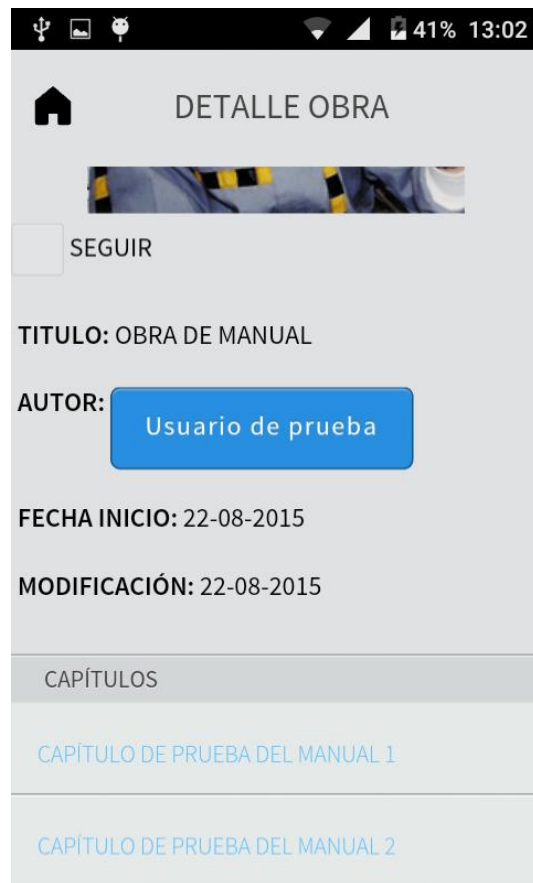 41% 13:02
DETALLE OBRA
SEGUIR
TITULO: OBRA DE MANUAL
AUTOR: Usuario de prueba
FECHA INICIO: 22-08-2015
MODIFICACIÓN: 22-08-2015
CAPÍTULOS
CAPÍTULO DE PRUEBA DEL MANUAL 1
CAPÍTULO DE PRUEBA DEL MANUAL 2